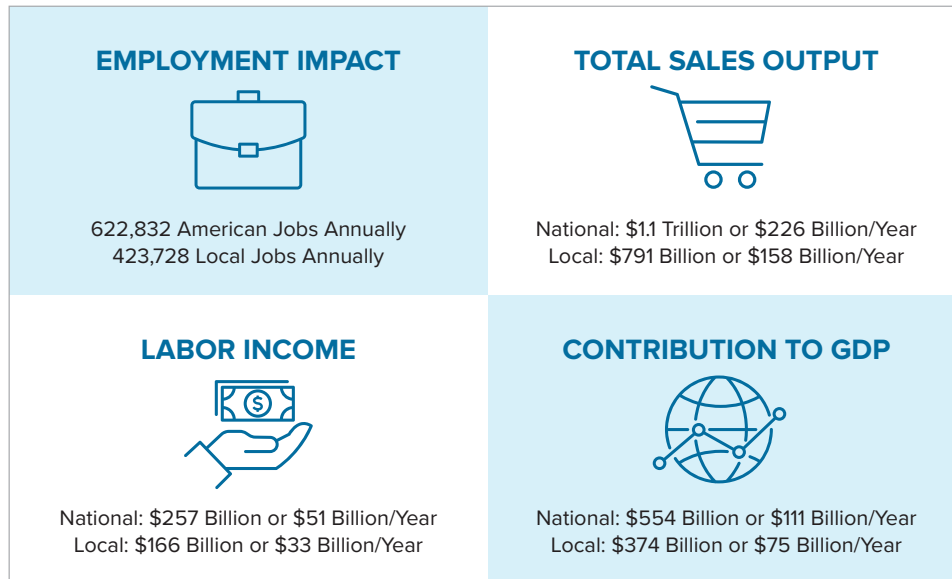 EMPLOYMENT IMPACT
622,832 American Jobs Annually
423,728 Local Jobs Annually
TOTAL SALES OUTPUT
National: $1.1 Trillion or $226 Billion/Year
Local: $791 Billion or $158 Billion/Year
LABOR INCOME
$
National: $257 Billion or $51 Billion/Year
Local: $166 Billion or $33 Billion/Year
CONTRIBUTION TO GDP
National: $554 Billion or $111 Billion/Year
Local: $374 Billion or $75 Billion/Year